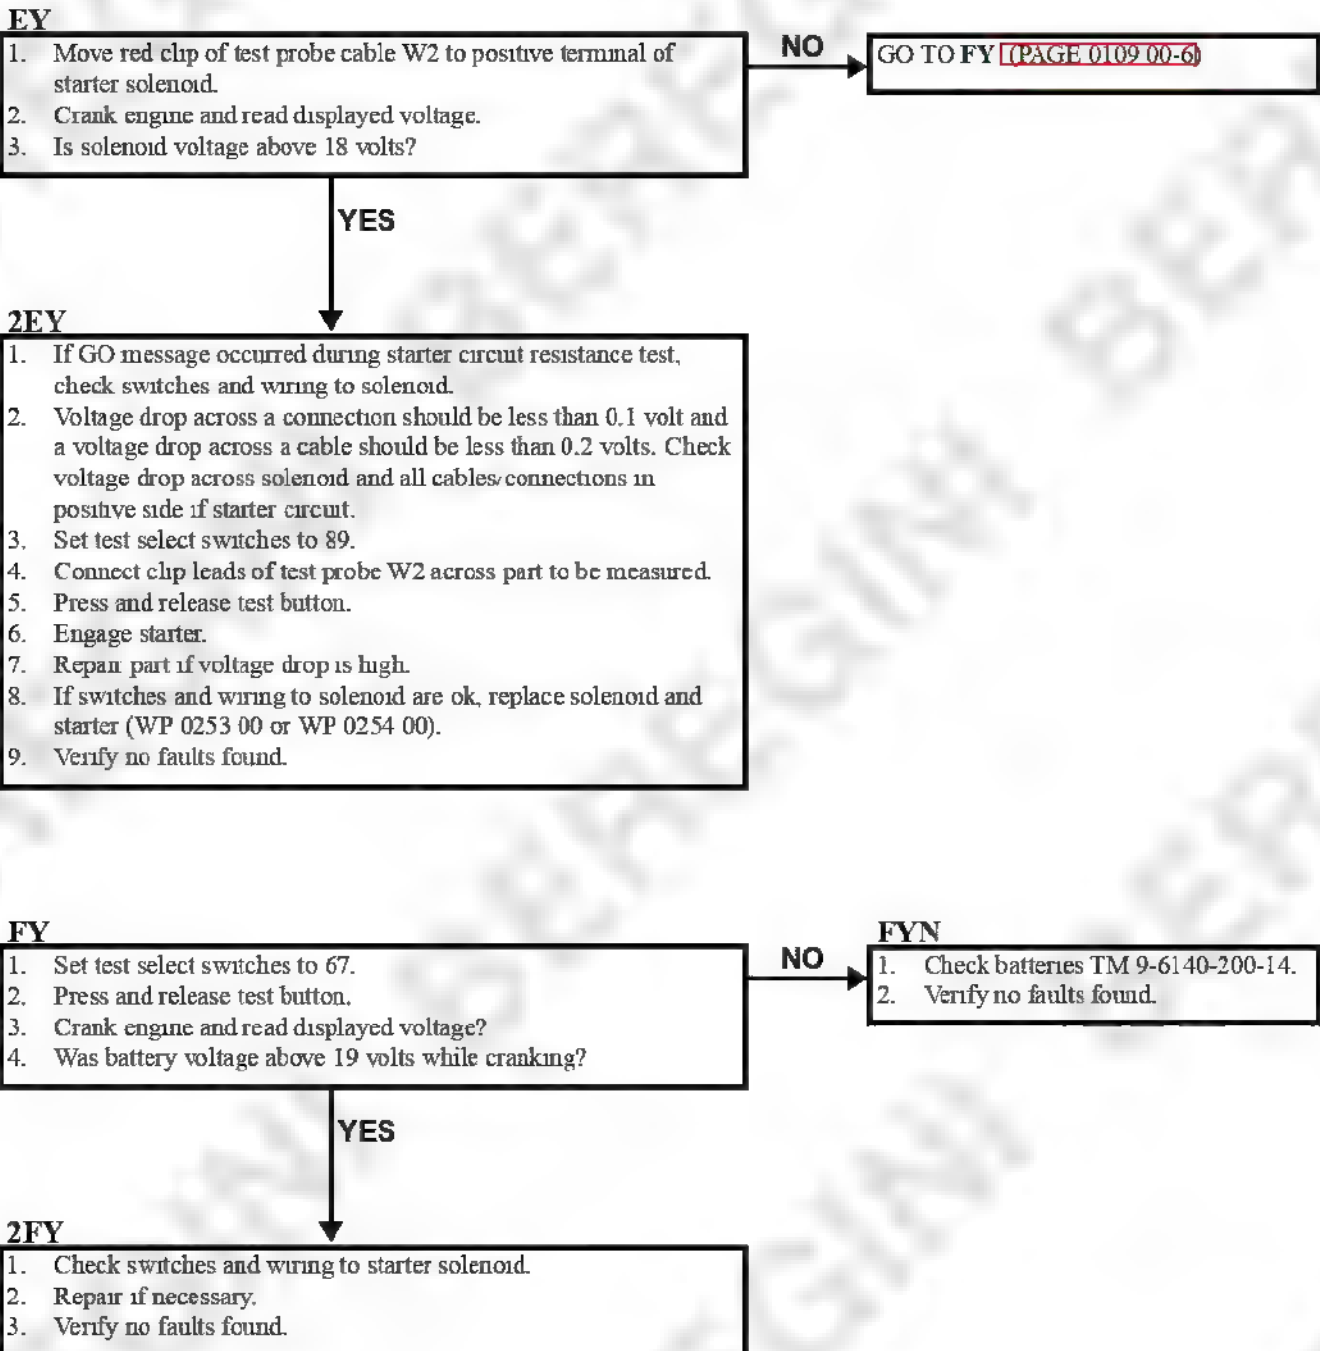 EY
1. Move red clip of test probe cable W2 to positive terminal of
starter solenoid.
2. Crank engine and read displayed voltage.
3. Is solenoid voltage above 18 volts?
NO
GO TO FY (PAGE 0109 00-6)
YES
2EY
1. If GO message occurred during starter circuit resistance test,
check switches and wiring to solenoid.
2. Voltage drop across a connection should be less than 0.1 volt and
a voltage drop across a cable should be less than 0.2 volts. Check
voltage drop across solenoid and all cables/connections in
positive side if starter circuit.
3. Set test select switches to 89.
4. Connect clip leads of test probe W2 across part to be measured.
5. Press and release test button.
6. Engage starter.
7. Repair part if voltage drop is high.
8. If switches and wiring to solenoid are ok, replace solenoid and
starter (WP 0253 00 or WP 0254 00).
9. Verify no faults found.
FY
1. Set test select switches to 67.
2. Press and release test button.
3. Crank engine and read displayed voltage?
4. Was battery voltage above 19 volts while cranking?
NO
FYN
1. Check batteries TM 9-6140-200-14.
2. Verify no faults found.
YES
2FY
1. Check switches and wiring to starter solenoid.
2. Repair if necessary.
3. Verify no faults found.